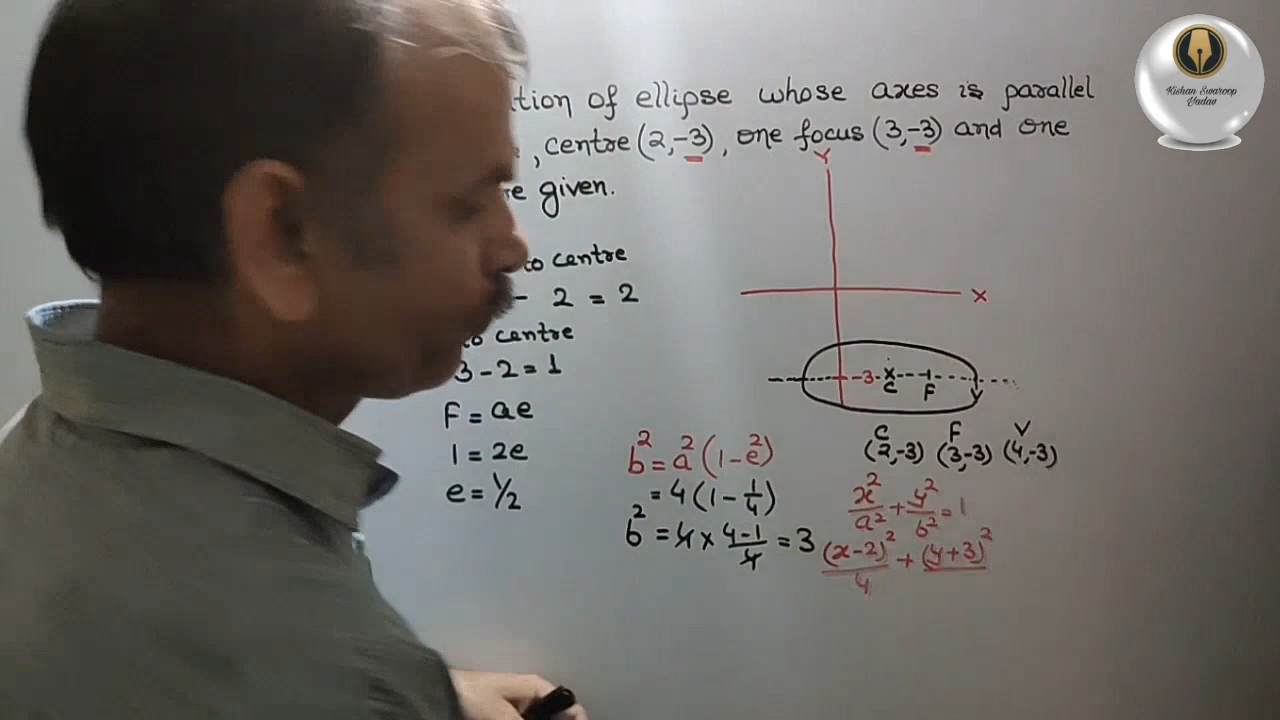 Kishan Swaroop
Yadav
tion of ellipse whose axes is parallel
, centre (2,-3), one focus (3,-3) and one
re given.
to centre
- 2 = 2
to centre
3 - 2 = 1
F = ae
1 = 2e
e = 1/2
b² = a² (1 - e²)
= 4 (1 - 1/4)
b² = 4 x (4-1)/4 = 3
Y
X
-3
C
F
C F V
(2,-3) (3,-3) (4,-3)
x²/a² + y²/b² = 1
(x-2)²/4 + (y+3)²